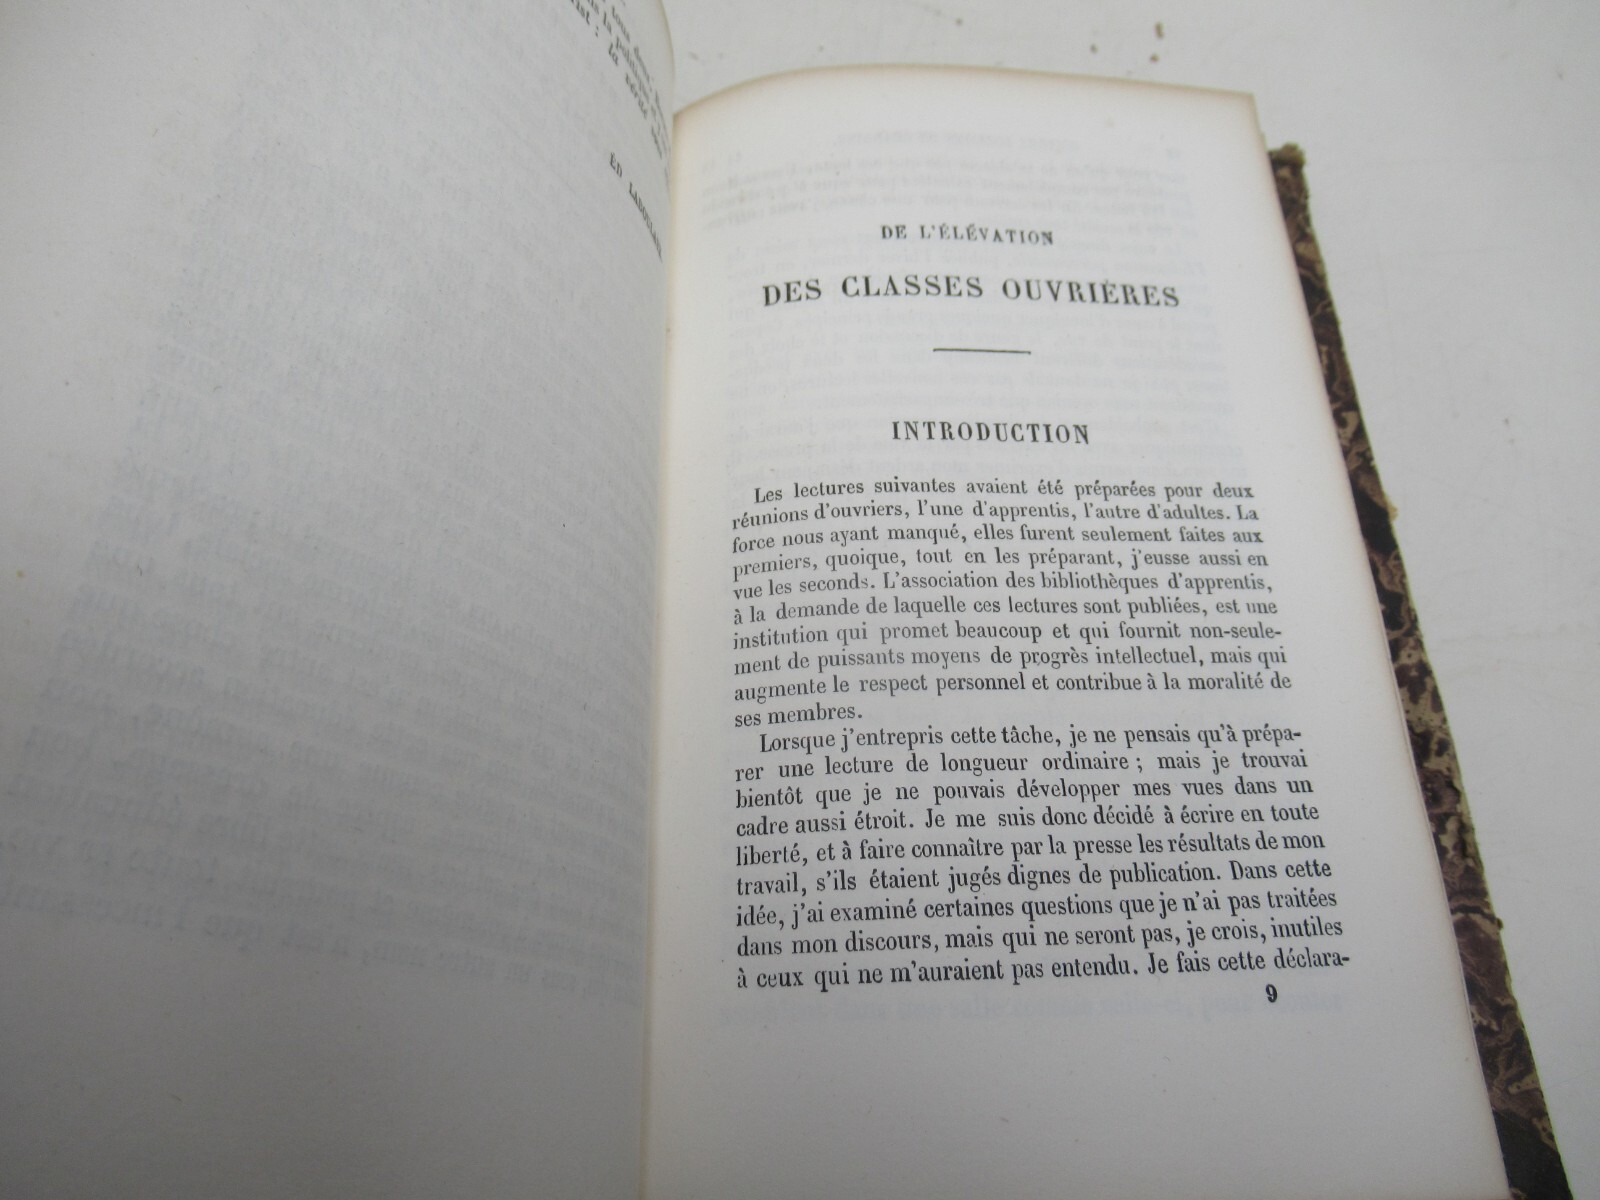 tous deux.
la politique
la vérité
ÉD LABOULAYE
DE L'ÉLÉVATION
DES CLASSES OUVRIÈRES
INTRODUCTION
Les lectures suivantes avaient été préparées pour deux
réunions d'ouvriers, l'une d'apprentis, l'autre d'adultes. La
force nous ayant manqué, elles furent seulement faites aux
premiers, quoique, tout en les préparant, j'eusse aussi en
vue les seconds. L'association des bibliothèques d'apprentis,
à la demande de laquelle ces lectures sont publiées, est une
institution qui promet beaucoup et qui fournit non-seule-
ment de puissants moyens de progrès intellectuel, mais qui
augmente le respect personnel et contribue à la moralité de
ses membres.
Lorsque j'entrepris cette tâche, je ne pensais qu'à prépa-
rer une lecture de longueur ordinaire ; mais je trouvai
bientôt que je ne pouvais développer mes vues dans un
cadre aussi étroit. Je me suis donc décidé à écrire en toute
liberté, et à faire connaître par la presse les résultats de mon
travail, s'ils étaient jugés dignes de publication. Dans cette
idée, j'ai examiné certaines questions que je n'ai pas traitées
dans mon discours, mais qui ne seront pas, je crois, inutiles
à ceux qui ne m'auraient pas entendu. Je fais cette déclara-
9